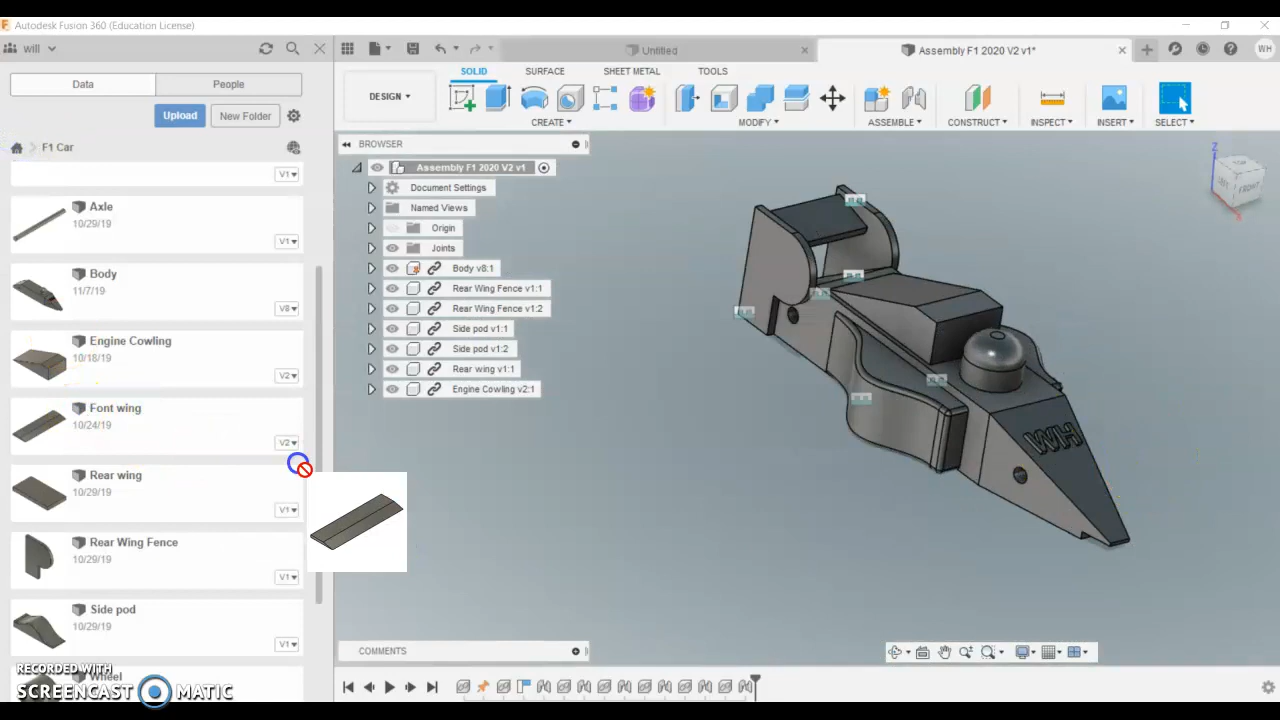 Autodesk Fusion 360 (Education License)
will
Untitled
Assembly F1 2020 V2 v1*
WH
Data
People
SOLID
SURFACE
SHEET METAL
TOOLS
DESIGN
Upload
New Folder
CREATE
MODIFY
ASSEMBLE
CONSTRUCT
INSPECT
INSERT
SELECT
F1 Car
BROWSER
V1
Assembly F1 2020 V2 v1
Document Settings
Named Views
Origin
Joints
Body v8:1
Rear Wing Fence v1:1
Rear Wing Fence v1:2
Side pod v1:1
Side pod v1:2
Rear wing v1:1
Engine Cowling v2:1
Axle
10/29/19
V1
Body
11/7/19
V8
Engine Cowling
10/18/19
V2
Font wing
10/24/19
V2
Rear wing
10/29/19
V1
Rear Wing Fence
10/29/19
V1
Side pod
10/29/19
V1
Wheel
Z
LEFT
FRONT
WH
COMMENTS
RECORDED WITH
SCREENCAST MATIC